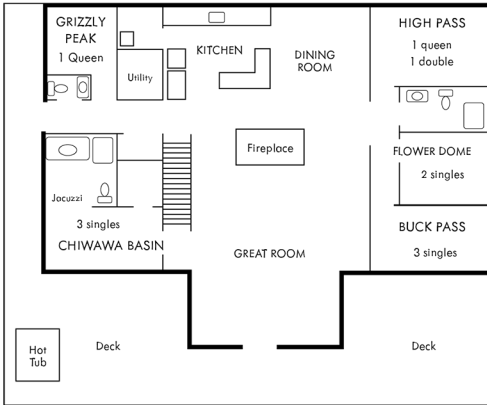 GRIZZLY
PEAK
1 Queen
Utility
KITCHEN
DINING
ROOM
HIGH PASS
1 queen
1 double
Fireplace
FLOWER DOME
2 singles
Jacuzzi
3 singles
CHIWAWA BASIN
GREAT ROOM
BUCK PASS
3 singles
Hot
Tub
Deck
Deck